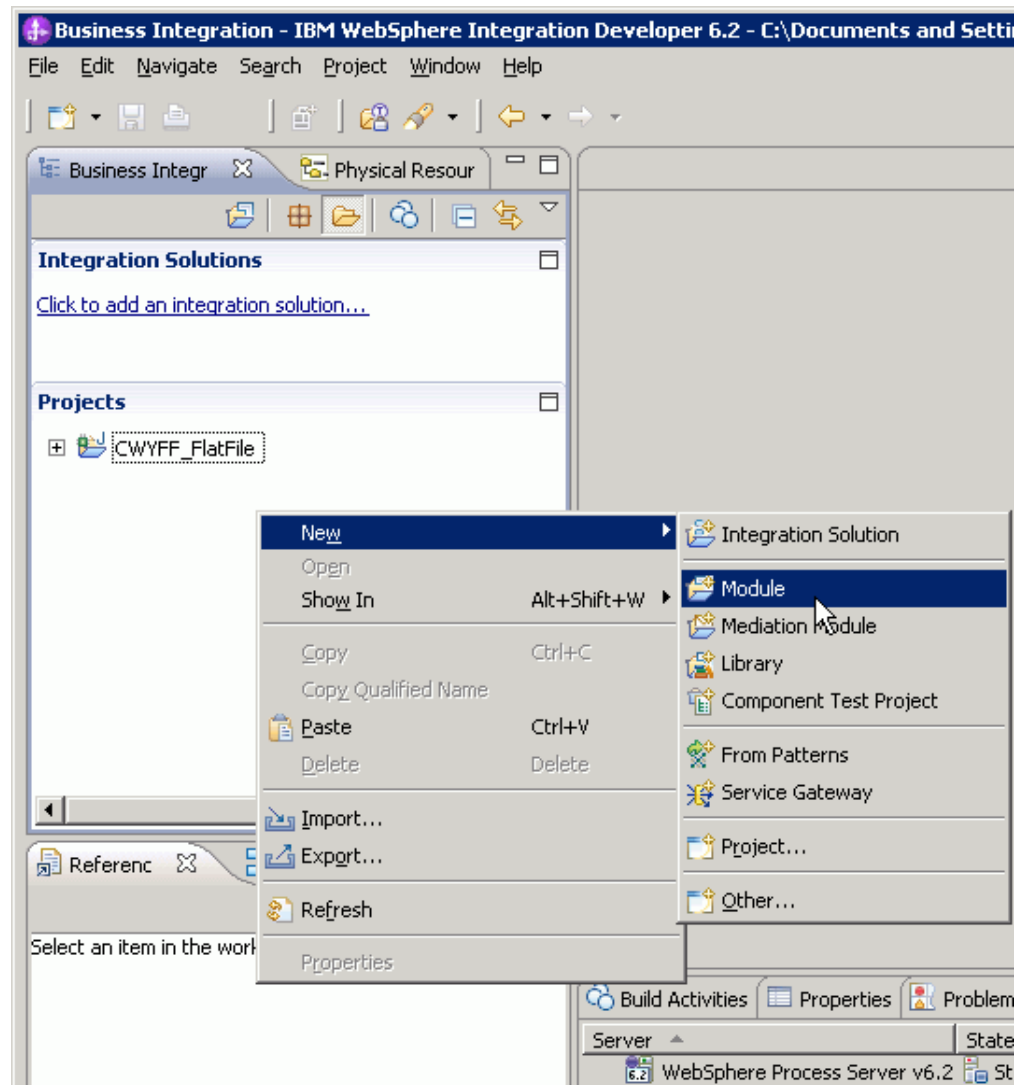 Business Integration - IBM WebSphere Integration Developer 6.2 - C:\Documents and Setti
File Edit Navigate Search Project Window Help
Business Integr Physical Resour
Integration Solutions
Click to add an integration solution...
Projects
CWYFF_FlatFile
New
Open
Show In Alt+Shift+W
Copy Ctrl+C
Copy Qualified Name
Paste Ctrl+V
Delete Delete
Import...
Export...
Refresh
Properties
Integration Solution
Module
Mediation Module
Library
Component Test Project
From Patterns
Service Gateway
Project...
Other...
Referenc
Select an item in the work
Build Activities Properties Problem
Server State
6.2 WebSphere Process Server v6.2 St